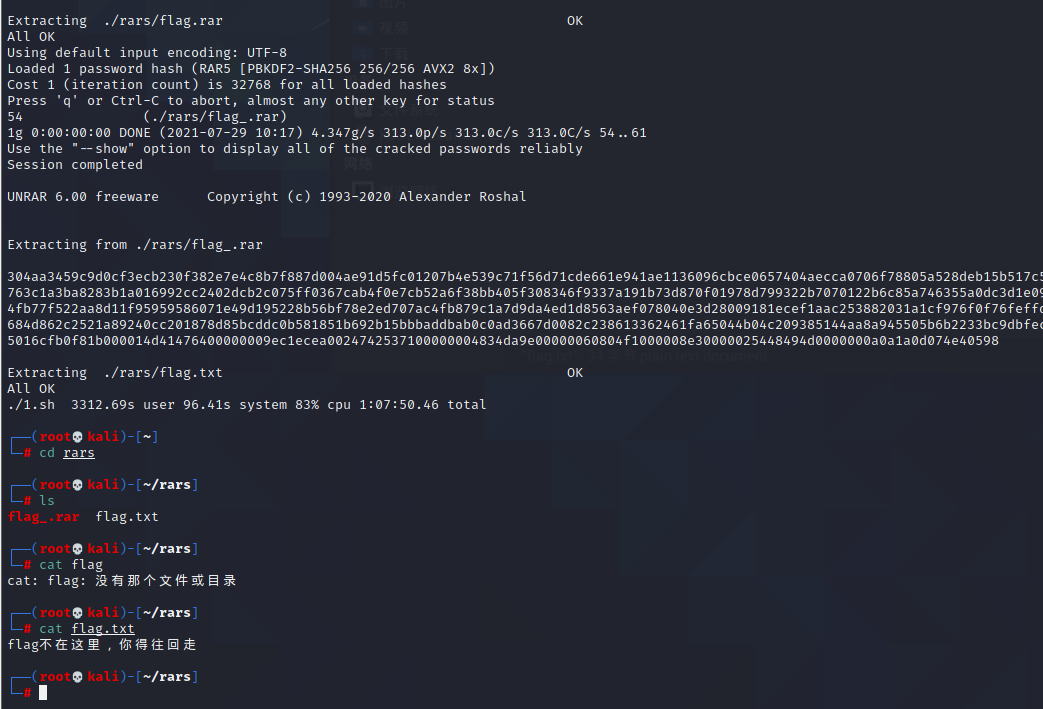 Extracting  ./rars/flag.rar                                           OK
All OK
Using default input encoding: UTF-8
Loaded 1 password hash (RAR5 [PBKDF2-SHA256 256/256 AVX2 8x])
Cost 1 (iteration count) is 32768 for all loaded hashes
Press 'q' or Ctrl-C to abort, almost any other key for status
54               (./rars/flag_.rar)
1g 0:00:00:00 DONE (2021-07-29 10:17) 4.347g/s 313.0p/s 313.0c/s 313.0C/s 54..61
Use the "--show" option to display all of the cracked passwords reliably
Session completed
UNRAR 6.00 freeware      Copyright (c) 1993-2020 Alexander Roshal
Extracting from ./rars/flag_.rar
304aa3459c9d0cf3ecb230f382e7e4c8b7f887d004ae91d5fc01207b4e539c71f56d71cde661e941ae1136096cbce0657404aecca0706f78805a528deb15b517c5
763c1a3ba8283b1a016992cc2402dcb2c075ff0367cab4f0e7cb52a6f38bb405f308346f9337a191b73d870f01978d799322b7070122b6c85a746355a0dc3d1e09
4fb77f522aa8d11f95959586071e49d195228b56bf78e2ed707ac4fb879c1a7d9da4ed1d8563aef078040e3d28009181ecef1aac253882031a1cf976f0f76feffd
684d862c2521a89240cc201878d85bcddc0b581851b692b15bbbaddbab0c0ad3667d0082c238613362461fa65044b04c209385144aa8a945505b6b2233bc9dbfec
5016cfb0f81b000014d41476400000009ec1ecea00247425371000000048​34da9e00000060804f1000008e30000025448494d0000000a0a1a0d074e40598
Extracting  ./rars/flag.txt                                           OK
All OK
./1.sh  3312.69s user 96.41s system 83% cpu 1:07:50.46 total
┌──(root💀kali)-[~]
└─# cd rars
┌──(root💀kali)-[~/rars]
└─# ls
flag_.rar  flag.txt
┌──(root💀kali)-[~/rars]
└─# cat flag
cat: flag: 没有那个文件或目录
┌──(root💀kali)-[~/rars]
└─# cat flag.txt
flag不在这里，你得往回走
┌──(root💀kali)-[~/rars]
└─#